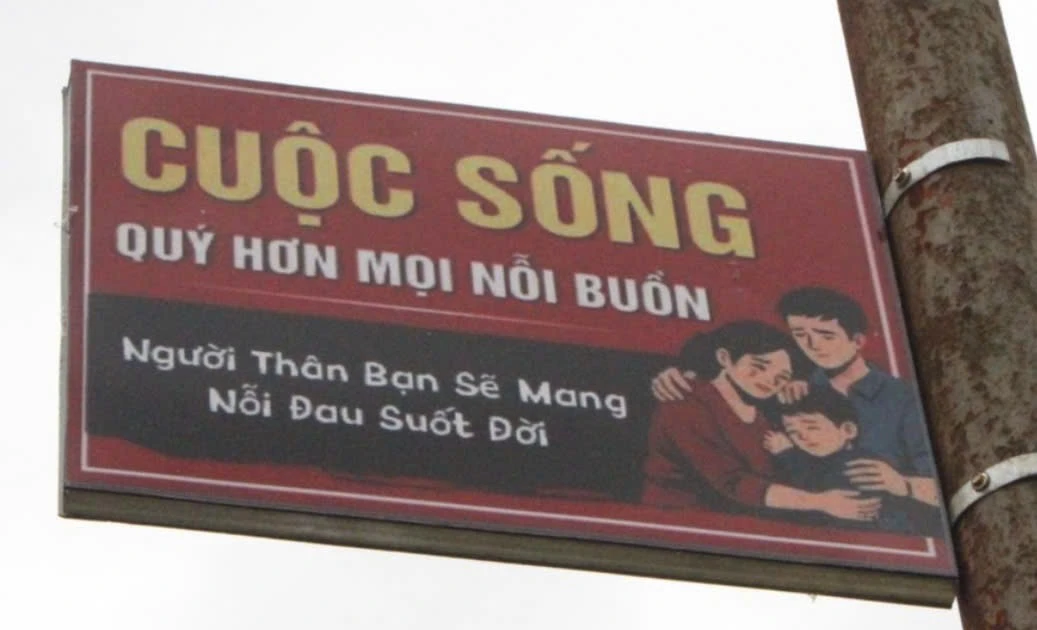 CUỘC SỐNG
QUÝ HƠN MỌI NỖI BUỒN
Người Thân Bạn Sẽ Mang
Nỗi Đau Suốt Đời